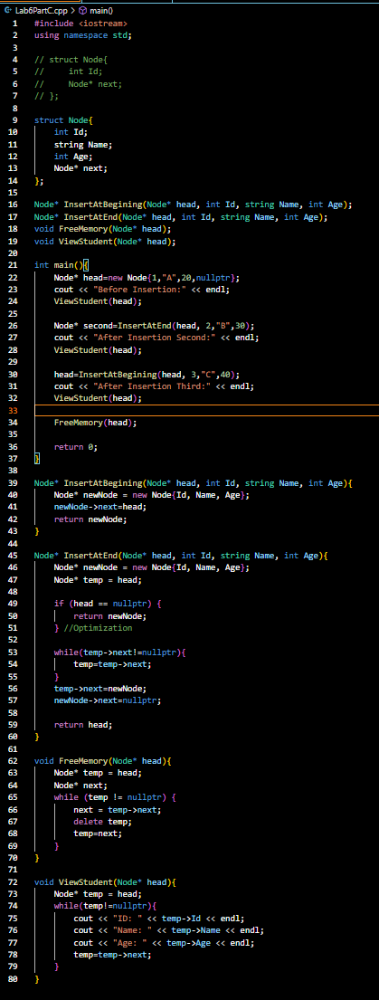 Lab6PartC.cpp > main()
1 #include <iostream>
2 using namespace std;
3
4 // struct Node{
5 //     int Id;
6 //     Node* next;
7 // };
8
9 struct Node{
10     int Id;
11     string Name;
12     int Age;
13     Node* next;
14 };
15
16 Node* InsertAtBegining(Node* head, int Id, string Name, int Age);
17 Node* InsertAtEnd(Node* head, int Id, string Name, int Age);
18 void FreeMemory(Node* head);
19 void ViewStudent(Node* head);
20
21 int main(){
22     Node* head=new Node{1,"A",20,nullptr};
23     cout << "Before Insertion:" << endl;
24     ViewStudent(head);
25
26     Node* second=InsertAtEnd(head, 2,"B",30);
27     cout << "After Insertion Second:" << endl;
28     ViewStudent(head);
29
30     head=InsertAtBegining(head, 3,"C",40);
31     cout << "After Insertion Third:" << endl;
32     ViewStudent(head);
33
34     FreeMemory(head);
35
36     return 0;
37 }
38
39 Node* InsertAtBegining(Node* head, int Id, string Name, int Age){
40     Node* newNode = new Node{Id, Name, Age};
41     newNode->next=head;
42     return newNode;
43 }
44
45 Node* InsertAtEnd(Node* head, int Id, string Name, int Age){
46     Node* newNode = new Node{Id, Name, Age};
47     Node* temp = head;
48
49     if (head == nullptr) {
50         return newNode;
51     } //Optimization
52
53     while(temp->next!=nullptr){
54         temp=temp->next;
55     }
56     temp->next=newNode;
57     newNode->next=nullptr;
58
59     return head;
60 }
61
62 void FreeMemory(Node* head){
63     Node* temp = head;
64     Node* next;
65     while (temp != nullptr) {
66         next = temp->next;
67         delete temp;
68         temp=next;
69     }
70 }
71
72 void ViewStudent(Node* head){
73     Node* temp = head;
74     while(temp!=nullptr){
75         cout << "ID: " << temp->Id << endl;
76         cout << "Name: " << temp->Name << endl;
77         cout << "Age: " << temp->Age << endl;
78         temp=temp->next;
79     }
80 }